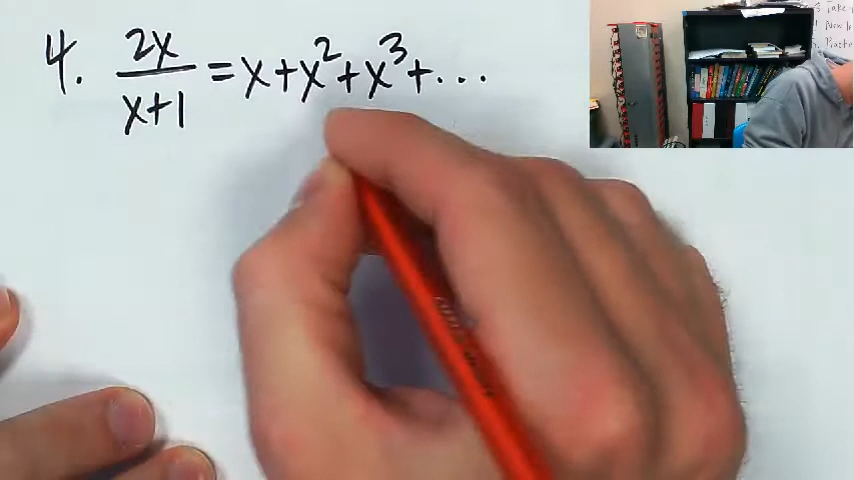 4. 2x/x+1 = x+x²+x³+...